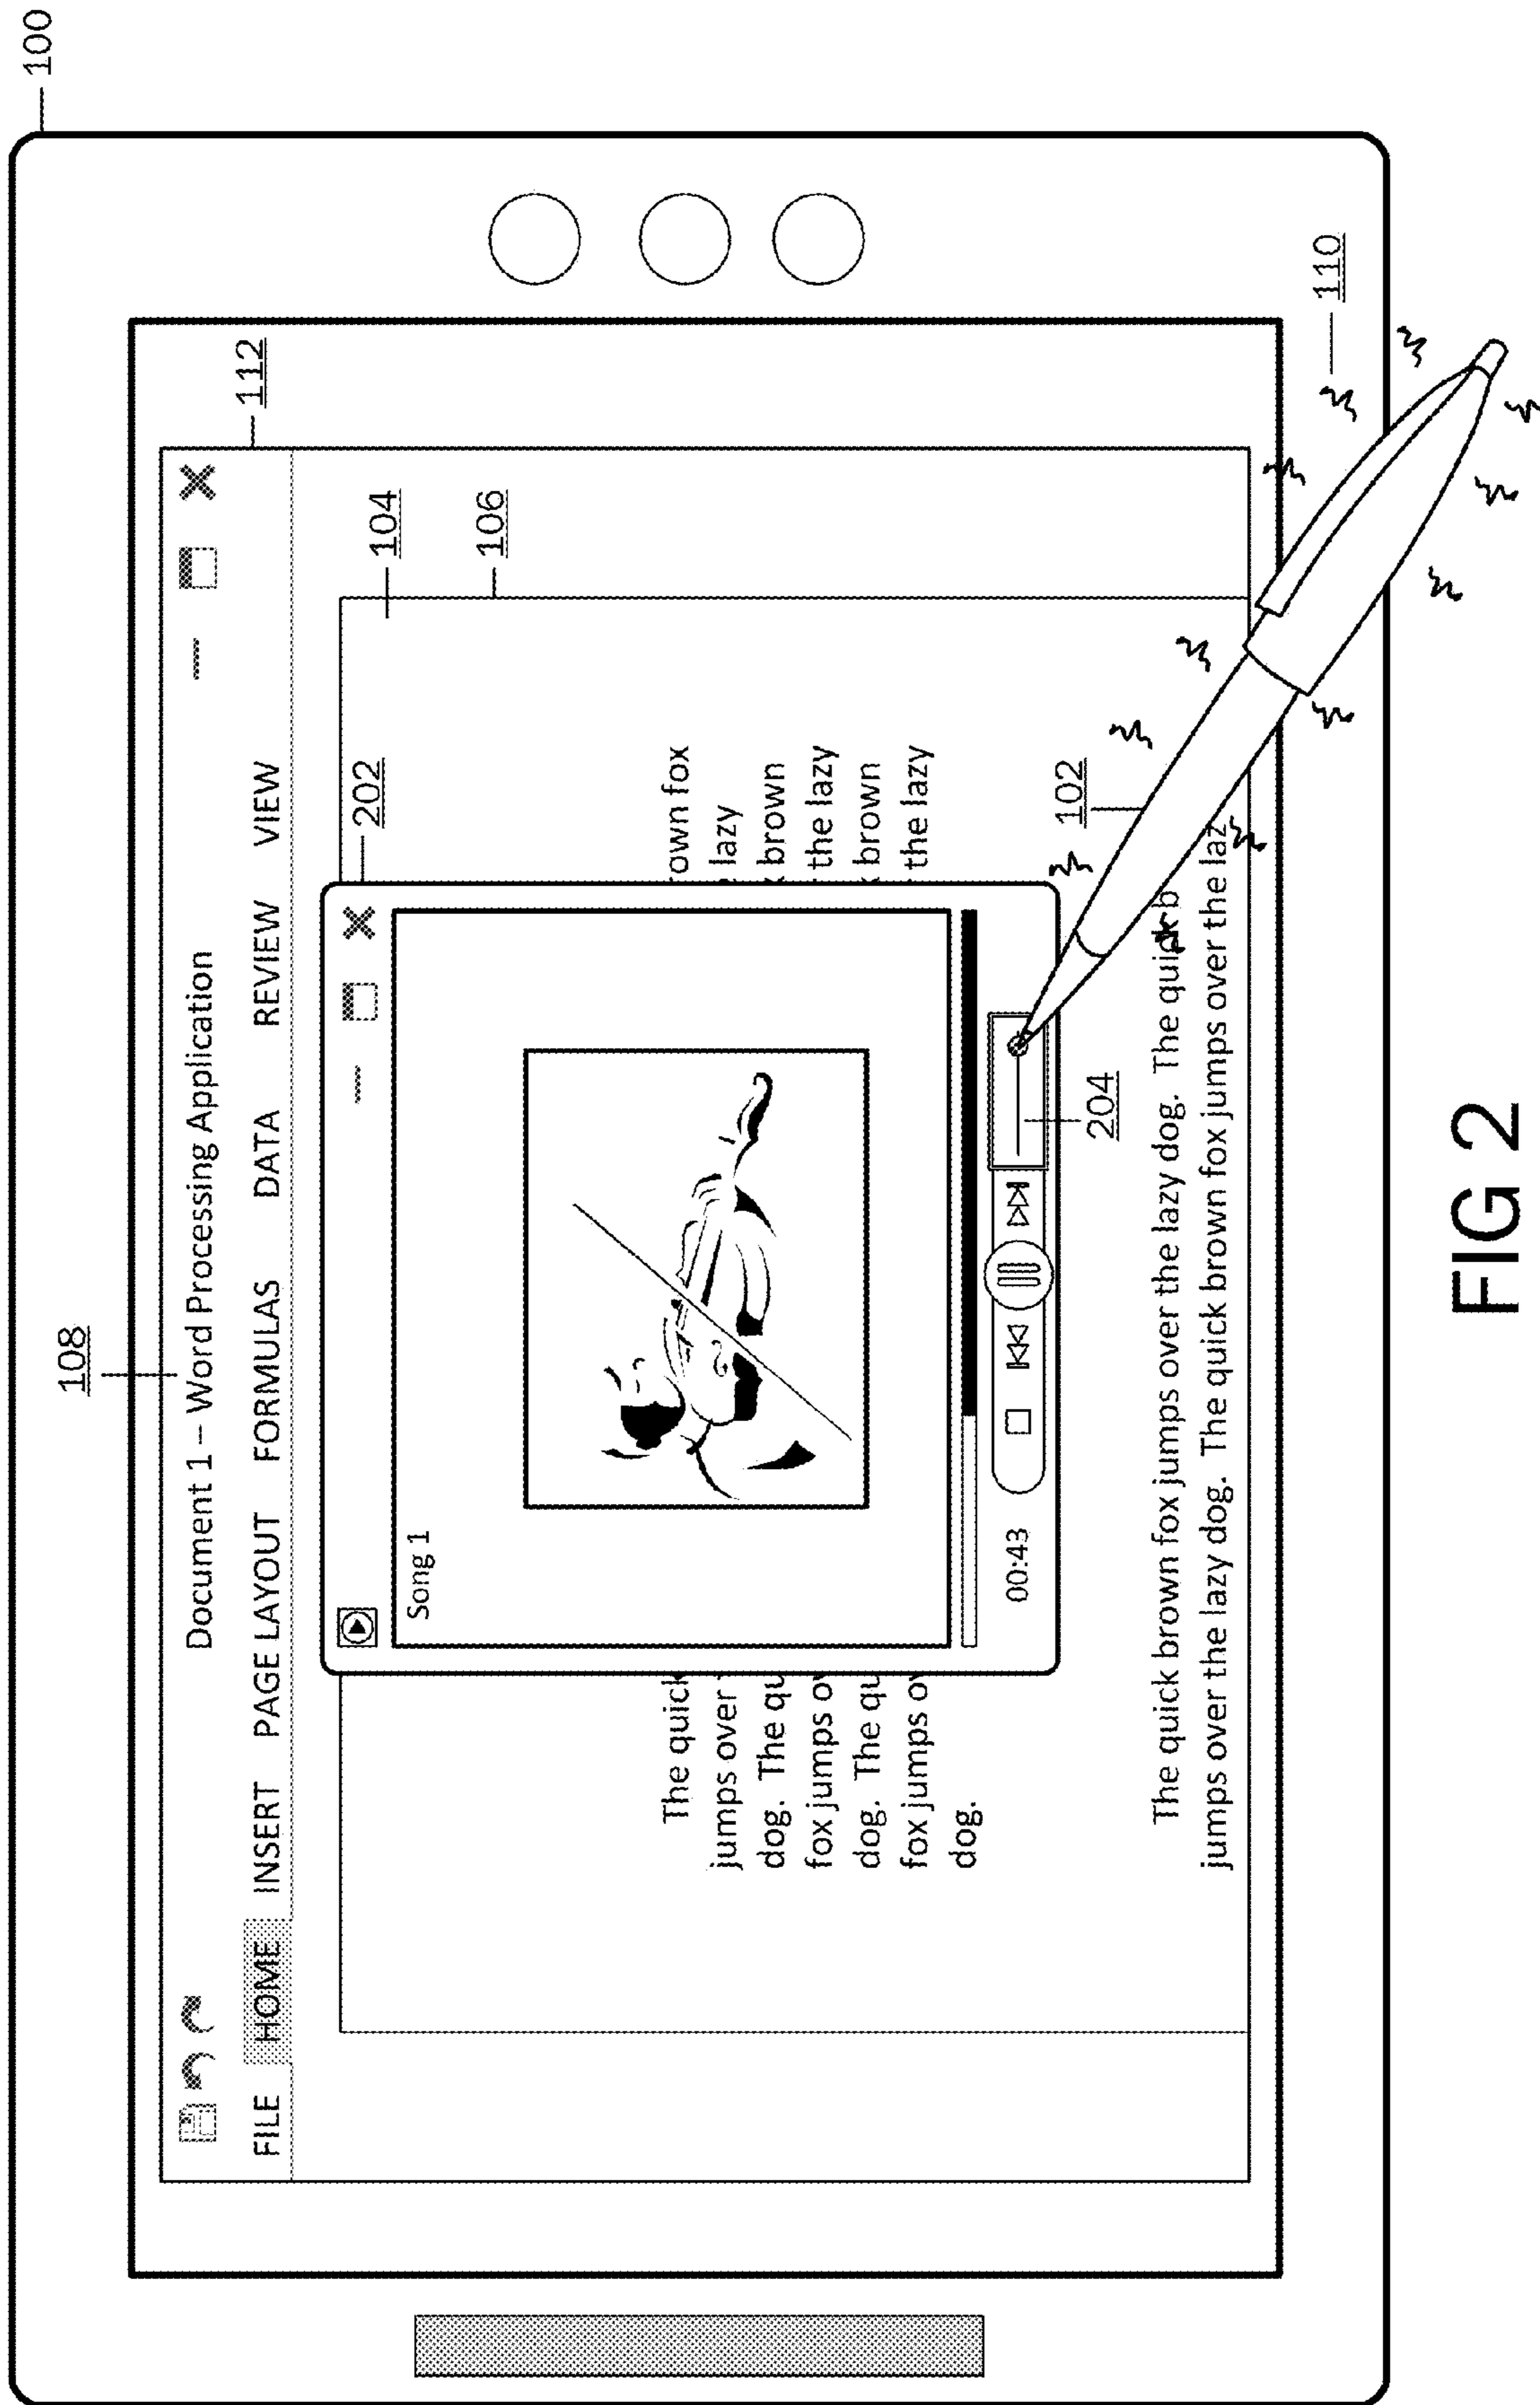 100
108
Document 1 – Word Processing Application
112
FILE HOME INSERT PAGE LAYOUT FORMULAS DATA REVIEW VIEW
202
104
106
Song 1
The quick own fox
jumps over lazy
dog. The qu brown
fox jumps ov the lazy
dog. The qu brown
fox jumps ov the lazy
dog.
00:43
102
204
The quick brown fox jumps over the lazy dog. The quick b
jumps over the lazy dog. The quick brown fox jumps over the laz
110
FIG 2